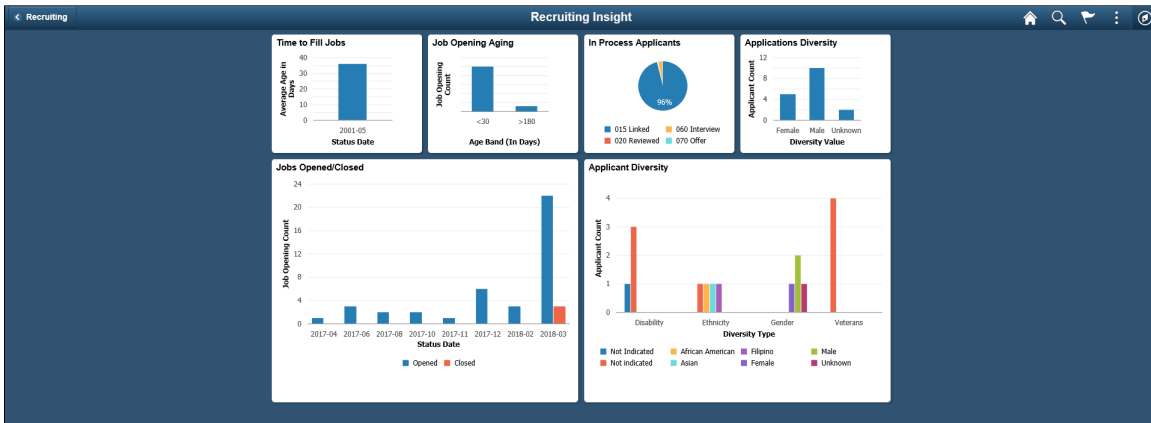 Recruiting
Recruiting Insight
Time to Fill Jobs
Average Age in
Days
40
30
20
10
0
2001-05
Status Date
Job Opening Aging
Job Opening
Count
<30 >180
Age Band (In Days)
In Process Applicants
96%
015 Linked 060 Interview
020 Reviewed 070 Offer
Applications Diversity
Applicant Count
12
8
4
0
Female Male Unknown
Diversity Value
Jobs Opened/Closed
Job Opening Count
24
20
16
12
8
4
0
2017-04 2017-06 2017-08 2017-10 2017-11 2017-12 2018-02 2018-03
Status Date
Opened Closed
Applicant Diversity
Applicant Count
4
3
2
1
0
Disability Ethnicity Gender Veterans
Diversity Type
Not Indicated African American Filipino Male
Not indicated Asian Female Unknown